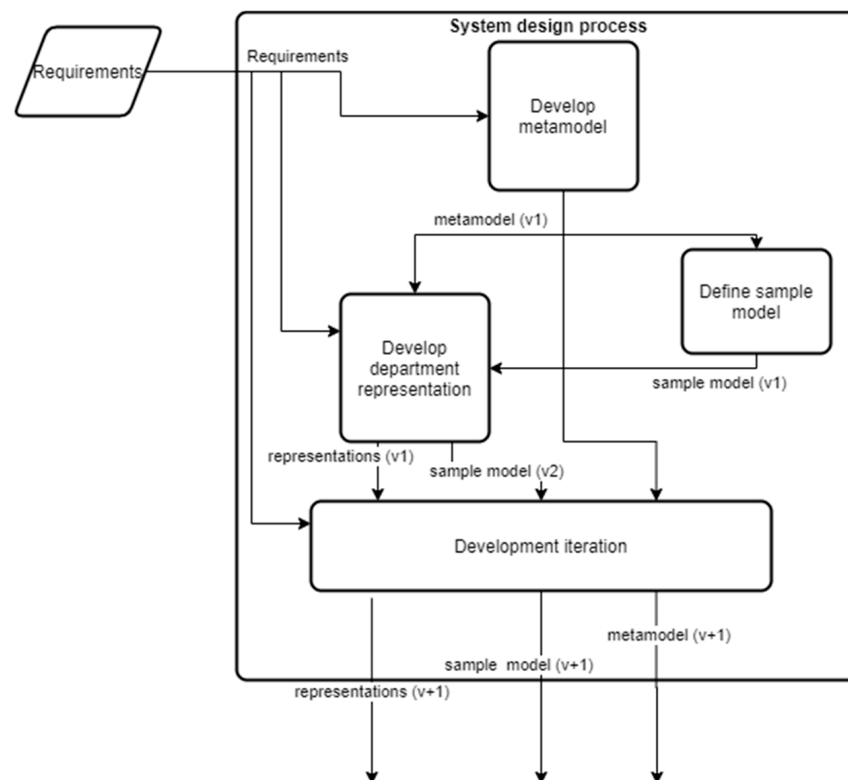 System design process
Requirements
Requirements
Develop
metamodel
metamodel (v1)
Define sample
model
Develop
department
representation
sample model (v1)
representations (v1)
sample model (v2)
Development iteration
metamodel (v+1)
sample model (v+1)
representations (v+1)